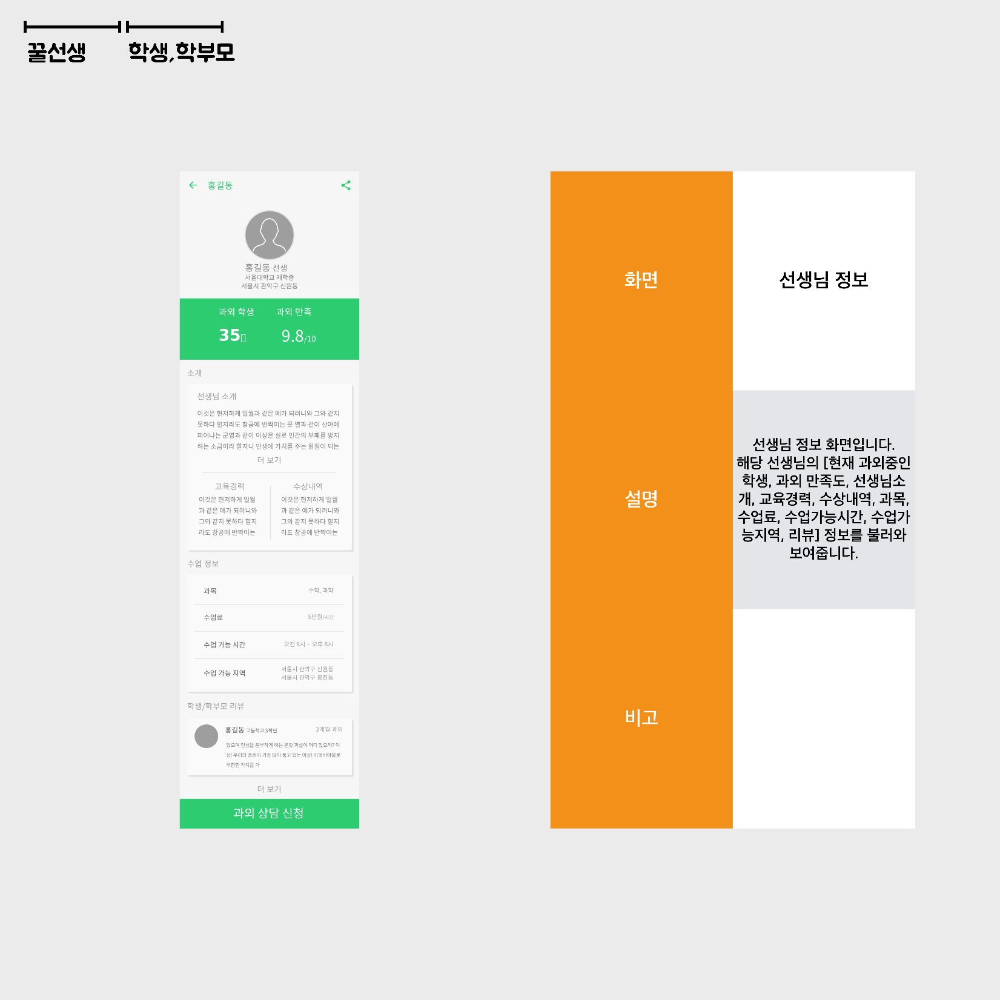 꿀선생
학생,학부모
홍길동
홍길동 선생
서울대학교 재학중
서울시 관악구 신원동
과외 학생
과외 만족
35
9.8/10
소개
선생님 소개
이것은 현저하게 일월과 같은 예가 되려니와 그와 같지
못하다 할지라도 창공에 반짝이는 뭇 별과 같이 산야에
피어나는 군영과 같이 이상은 실로 인간의 부패를 방지
하는 소금이라 할지니 인생에 가치를 주는 원질이 되는
더 보기
교육경력
이것은 현저하게 일월
과 같은 예가 되려니와
그와 같지 못하다 할지
라도 창공에 반짝이는
수상내역
이것은 현저하게 일월
과 같은 예가 되려니와
그와 같지 못하다 할지
라도 창공에 반짝이는
수업 정보
과목
수학, 과학
수업료
5만원/시간
수업 가능 시간
오전 8시 ~ 오후 8시
수업 가능 지역
서울시 관악구 신원동
서울시 관악구 봉천동
학생/학부모 리뷰
홍길동 고등학교 3학년
3개월 과외
있으며 인생을 풍부하게 하는 온갖 과실이 어디 있으랴? 이
상! 우리의 청춘이 가장 많이 품고 있는 이상! 이것이야말로
무한한 가치를 가
더 보기
과외 상담 신청
화면
선생님 정보
설명
선생님 정보 화면입니다.
해당 선생님의 [현재 과외중인
학생, 과외 만족도, 선생님소
개, 교육경력, 수상내역, 과목,
수업료, 수업가능시간, 수업가
능지역, 리뷰] 정보를 불러와
보여줍니다.
비고